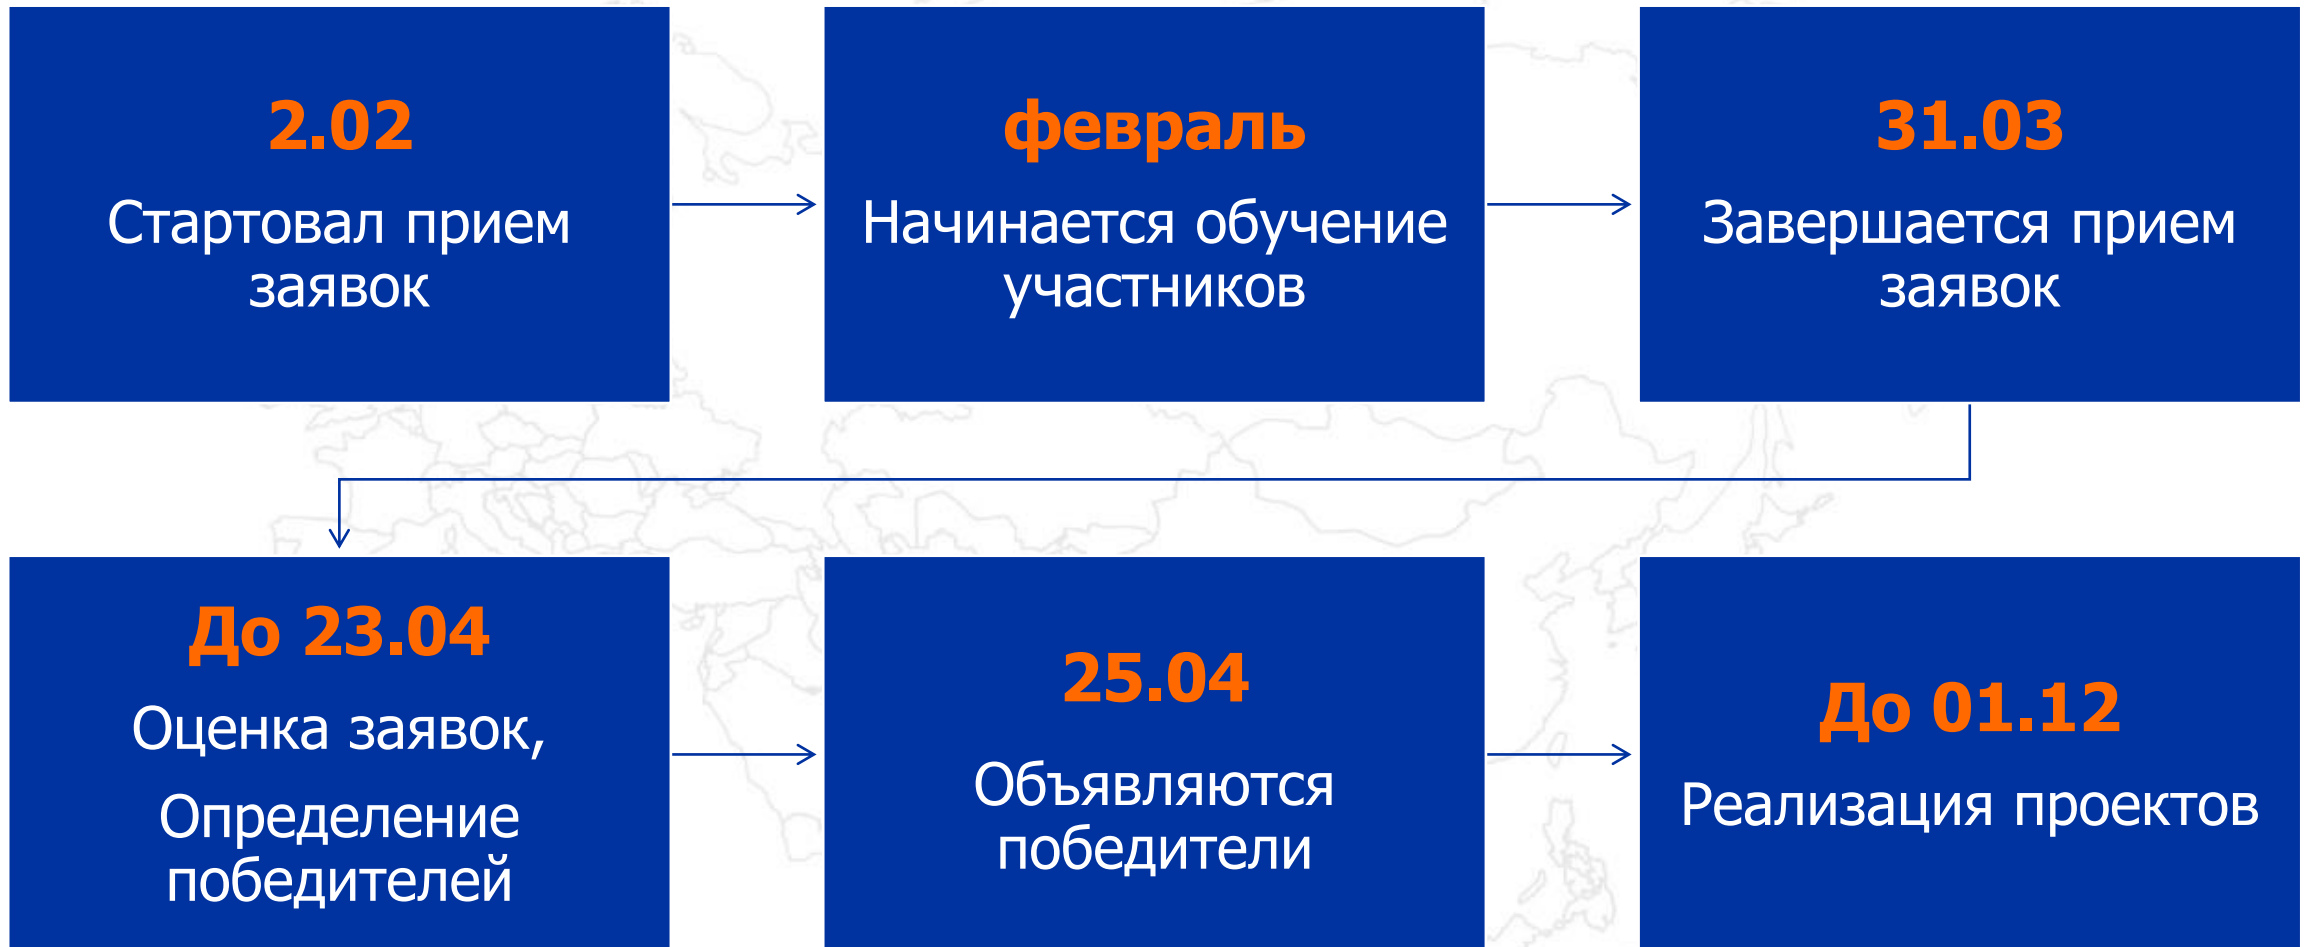 2.02
Стартовал прием
заявок
февраль
Начинается обучение
участников
31.03
Завершается прием
заявок
До 23.04
Оценка заявок,
Определение
победителей
25.04
Объявляются
победители
До 01.12
Реализация проектов